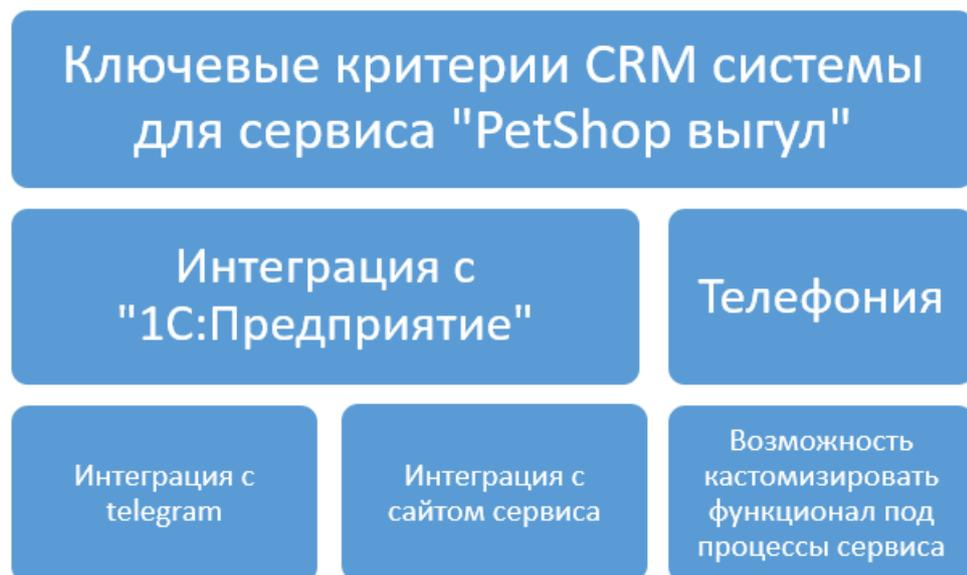 Ключевые критерии CRM системы
для сервиса "PetShop выгул"
Интеграция с
"1С:Предприятие"
Телефония
Интеграция с
telegram
Интеграция с
сайтом сервиса
Возможность
кастомизировать
функционал под
процессы сервиса